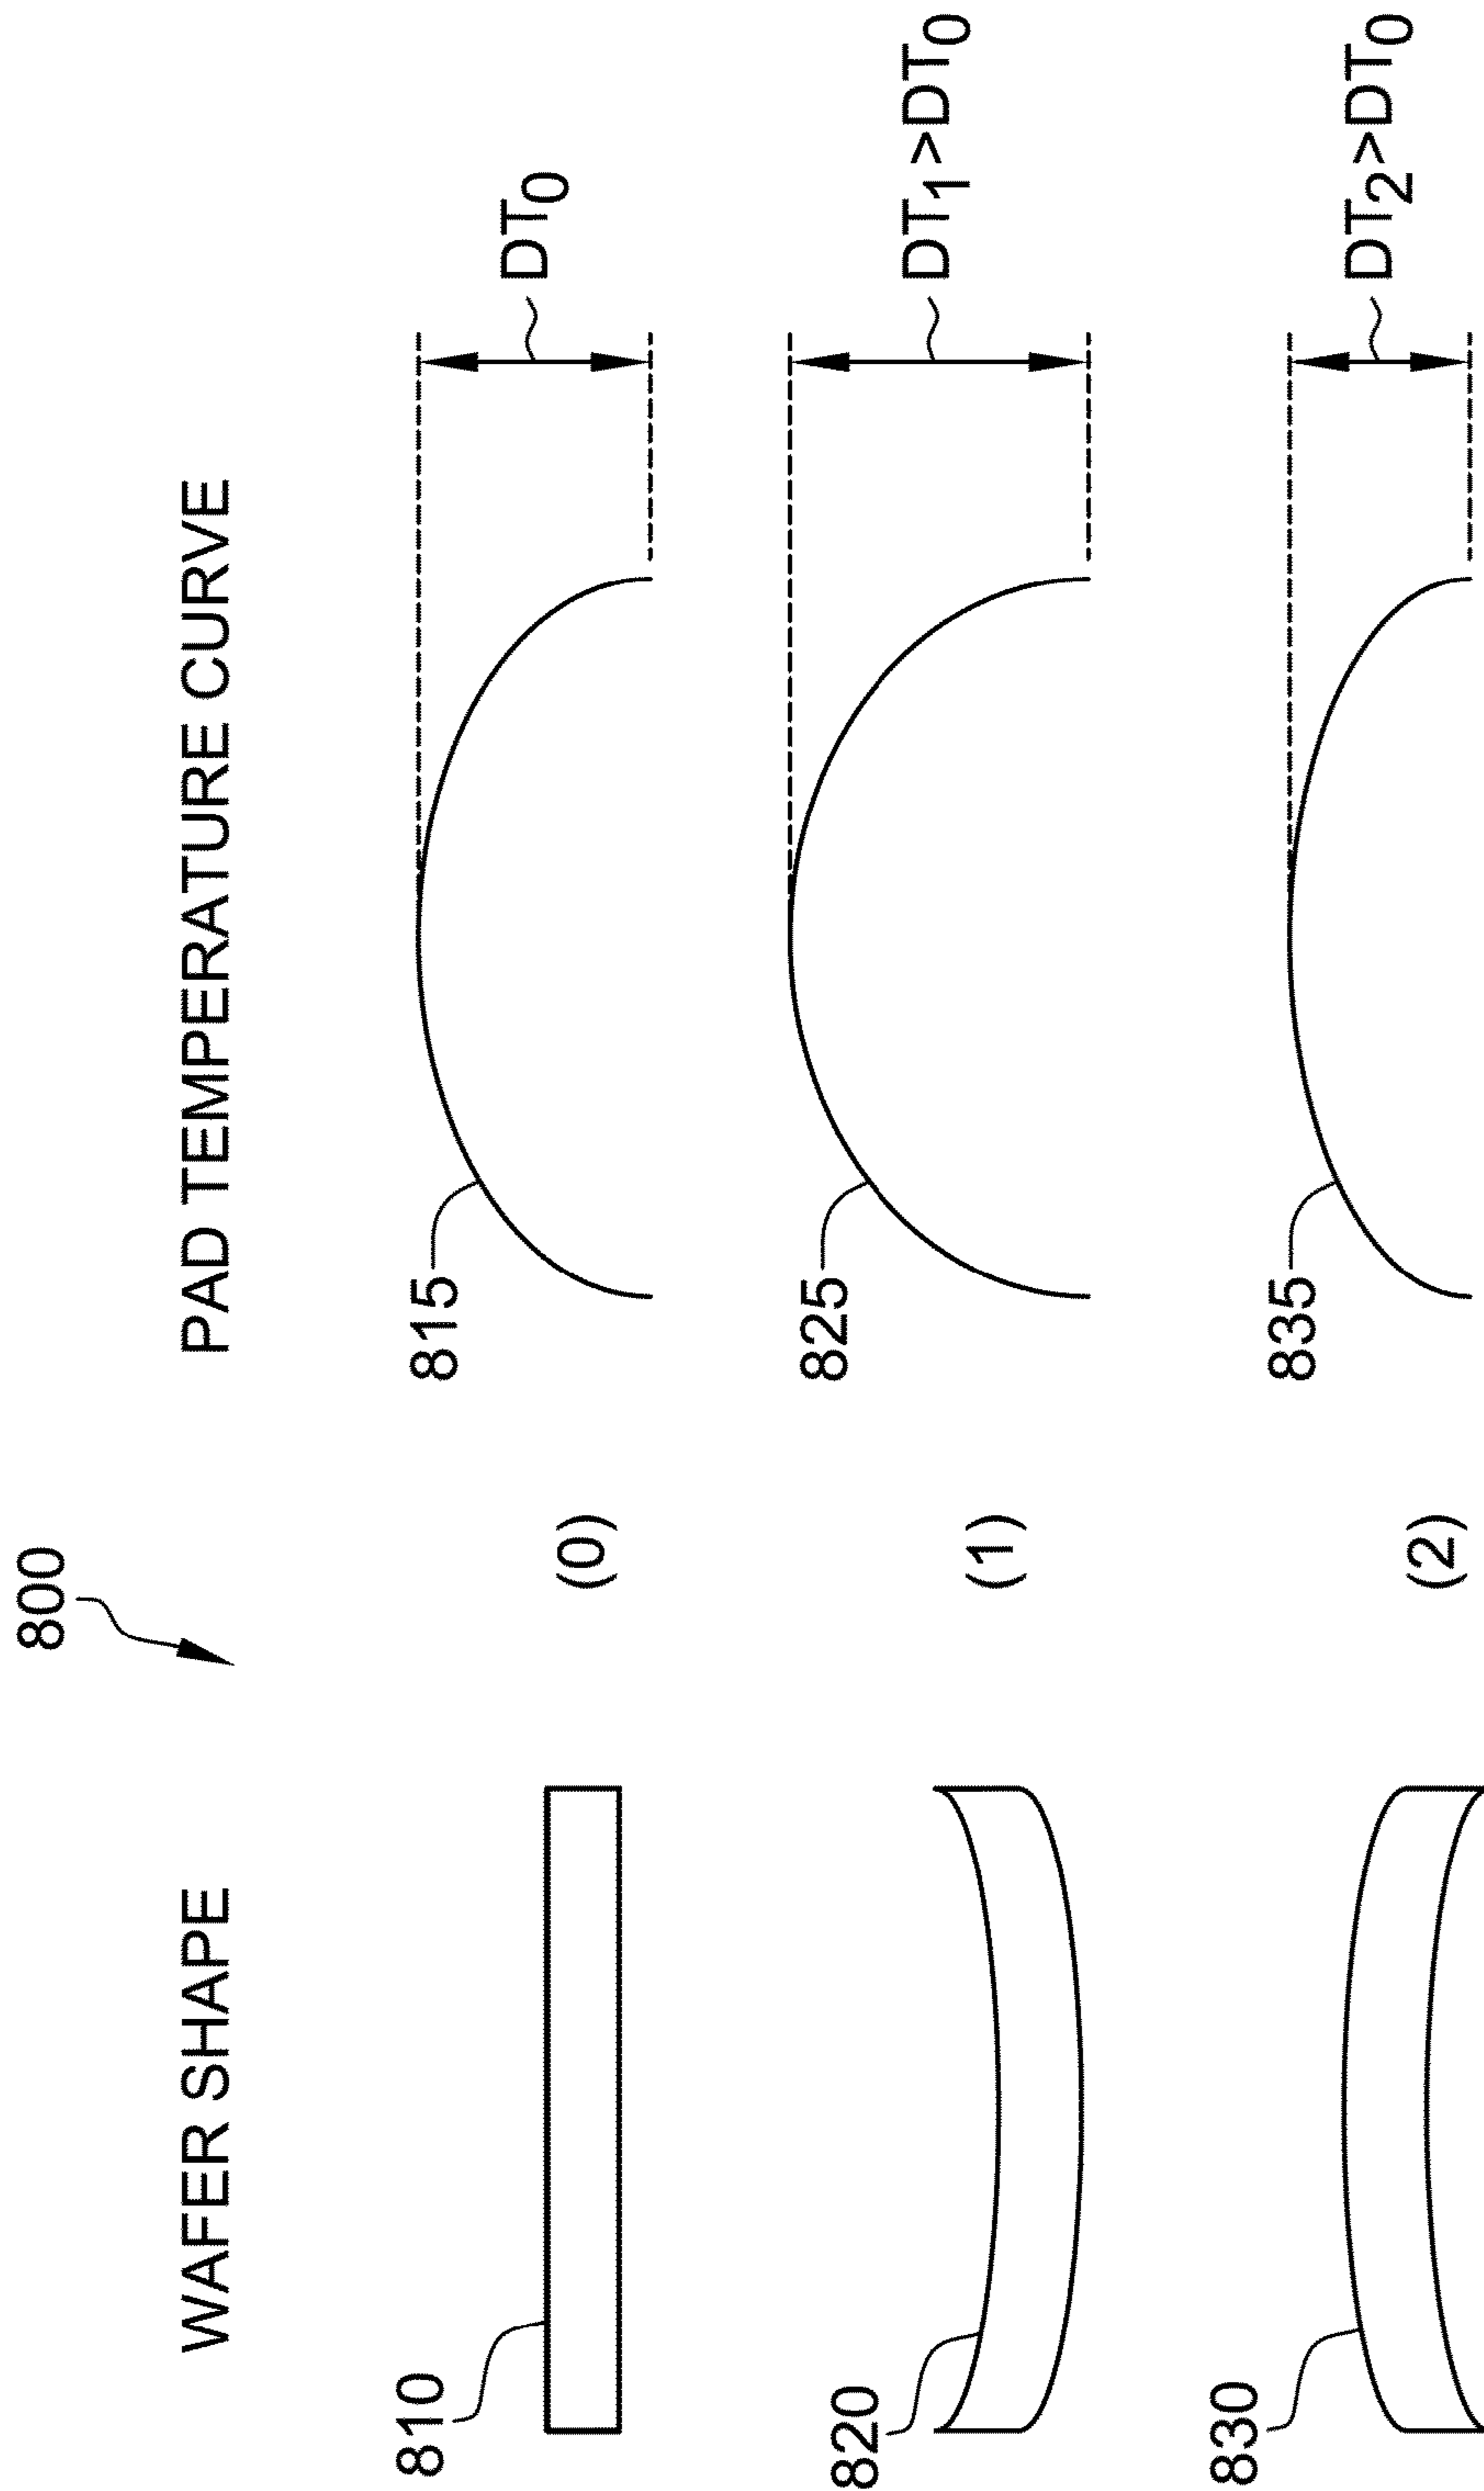 800
WAFER SHAPE
PAD TEMPERATURE CURVE
810
(0)
815
DT0
820
(1)
825
DT1>DT0
830
(2)
835
DT2>DT0